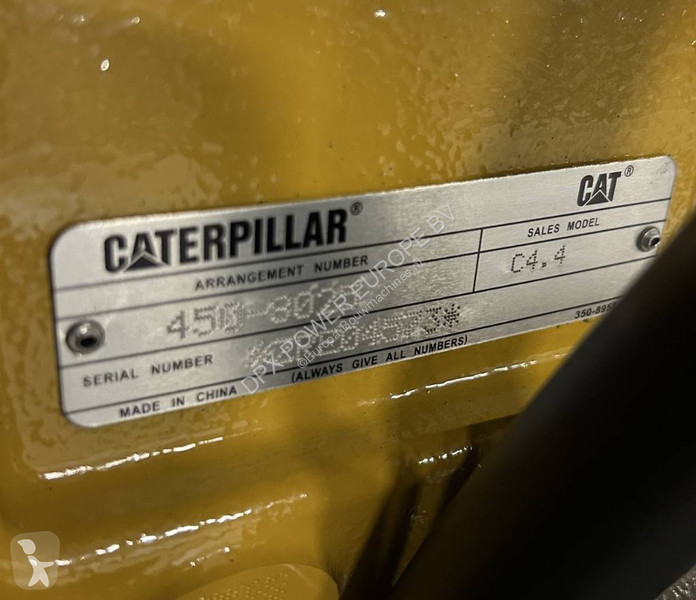 CATERPILLAR®
CAT®
ARRANGEMENT NUMBER
SALES MODEL
C4.4
SERIAL NUMBER
MADE IN CHINA
(ALWAYS GIVE ALL NUMBERS)
DPX POWER EUROPE BV